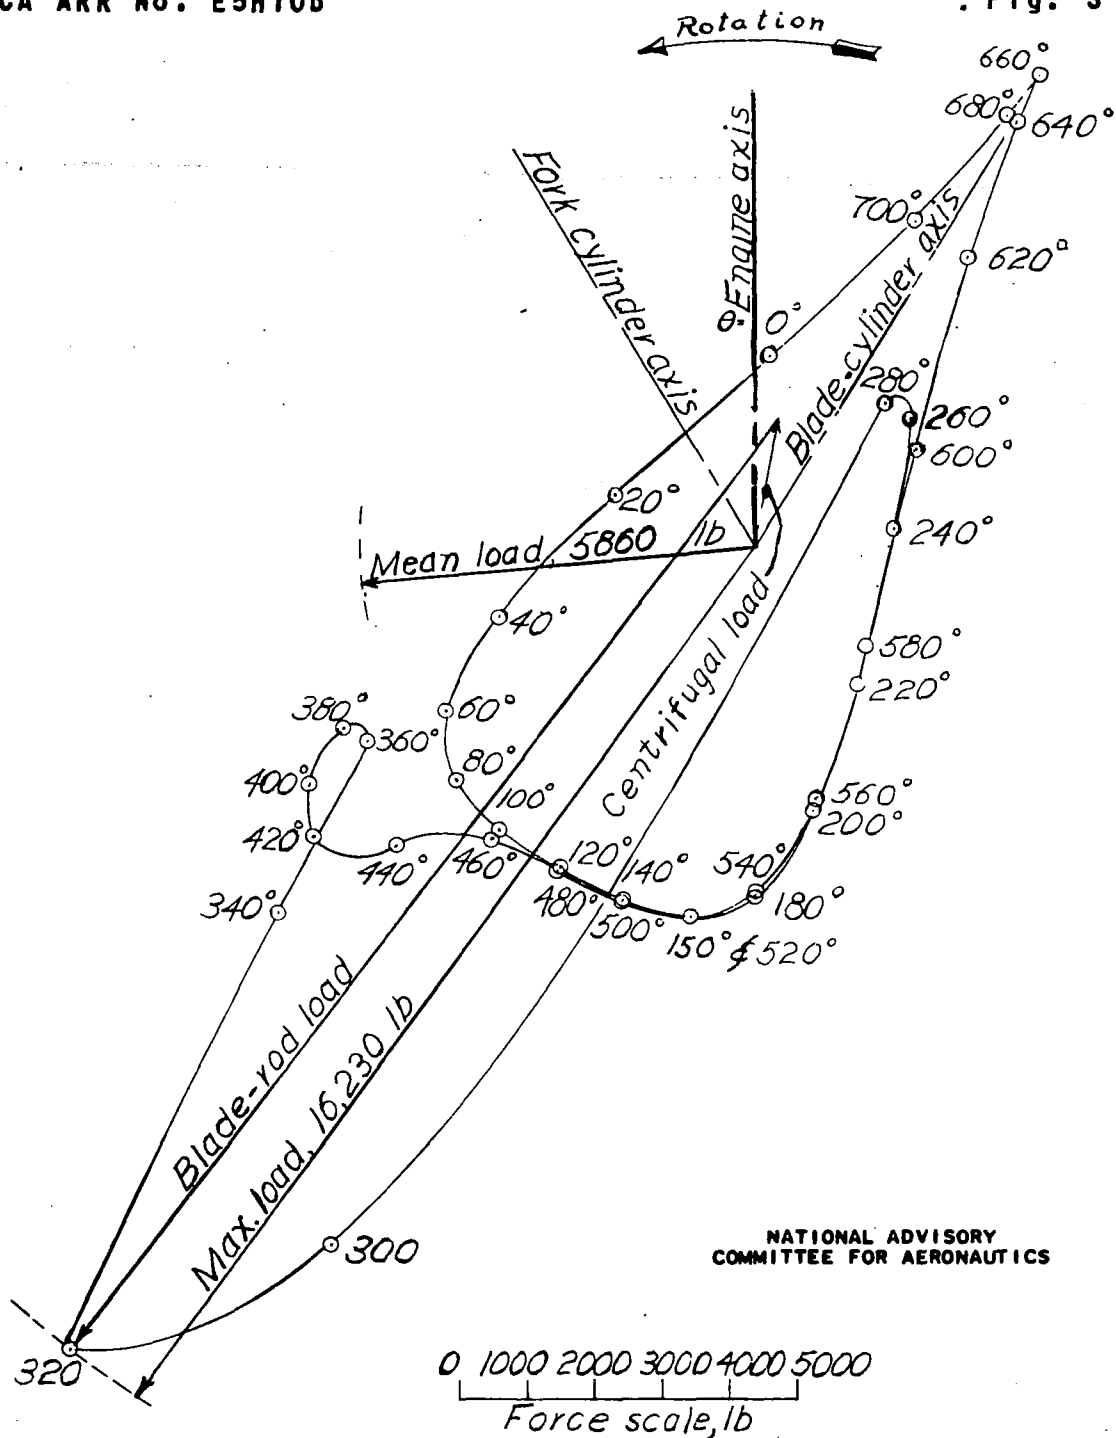 CA ARR No. E5H10b
. Fig. 3
Rotation
660°
680°
640°
Engine axis
Fork cylinder axis
700°
Blade-cylinder axis
620°
θ=0°
280°
260°
600°
20°
240°
Mean load, 5860 lb
40°
Centrifugal load
580°
220°
60°
380°
360°
80°
400°
100°
560°
200°
420°
440°
460°
120°
140°
540°
480°
340°
500°
180°
150° & 520°
Blade-rod load
Max. load, 16,230 lb
300
NATIONAL ADVISORY
COMMITTEE FOR AERONAUTICS
320
0 1000 2000 3000 4000 5000
Force scale, lb